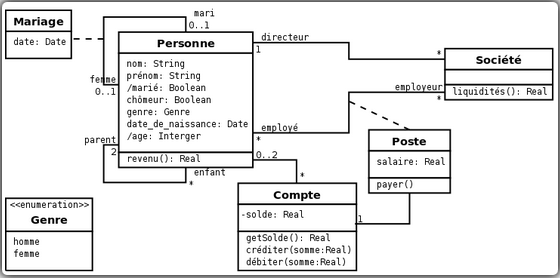 Mariage
date: Date
mari
0..1
femme
0..1
Personne
nom: String
prénom: String
/marié: Boolean
chômeur: Boolean
genre: Genre
date_de_naissance: Date
/age: Interger
revenu(): Real
directeur
1
*
Société
liquidités(): Real
employeur
*
employé
*
parent
2
enfant
*
0..2
*
Poste
salaire: Real
payer()
1
Compte
-solde: Real
getSolde(): Real
créditer(somme:Real)
débiter(somme:Real)
<<enumeration>>
Genre
homme
femme